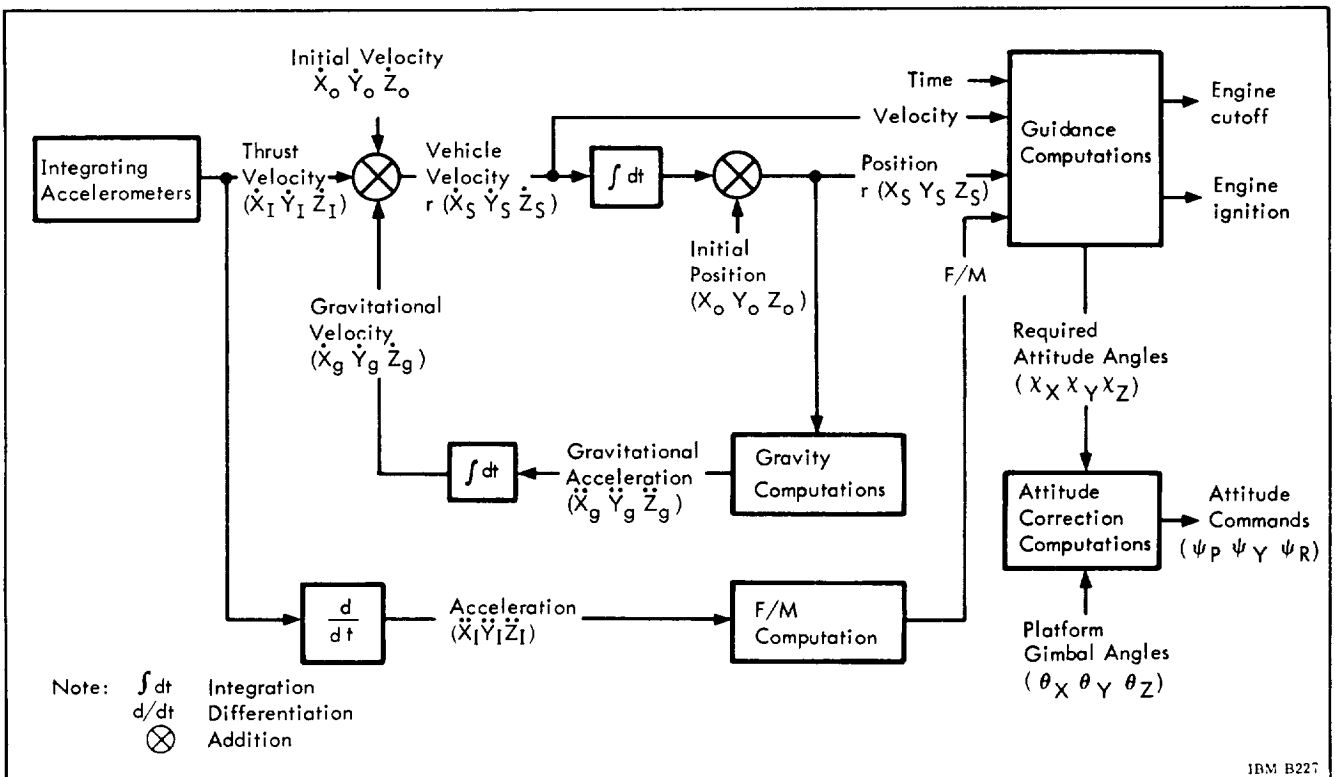 Initial Velocity
Ẋo Ẏo Żo
Integrating
Accelerometers
Thrust
Velocity
(ẊI ẎI ŻI)
Vehicle
Velocity
r (ẊS ẎS ŻS)
∫ dt
Time
Velocity
Position
r (XS YS ZS)
Guidance
Computations
Engine
cutoff
Engine
ignition
Initial
Position
(Xo Yo Zo)
F/M
Gravitational
Velocity
(Ẋg Ẏg Żg)
Required
Attitude Angles
(χX χY χZ)
∫ dt
Gravitational
Acceleration
(Ẍg Ÿg Z̈g)
Gravity
Computations
Attitude
Correction
Computations
Attitude
Commands
(ψP ψY ψR)
d
dt
Acceleration
(ẌI ŸI Z̈I)
F/M
Computation
Platform
Gimbal Angles
(θX θY θZ)
Note: ∫ dt Integration
d/dt Differentiation
⊗ Addition
IBM B227